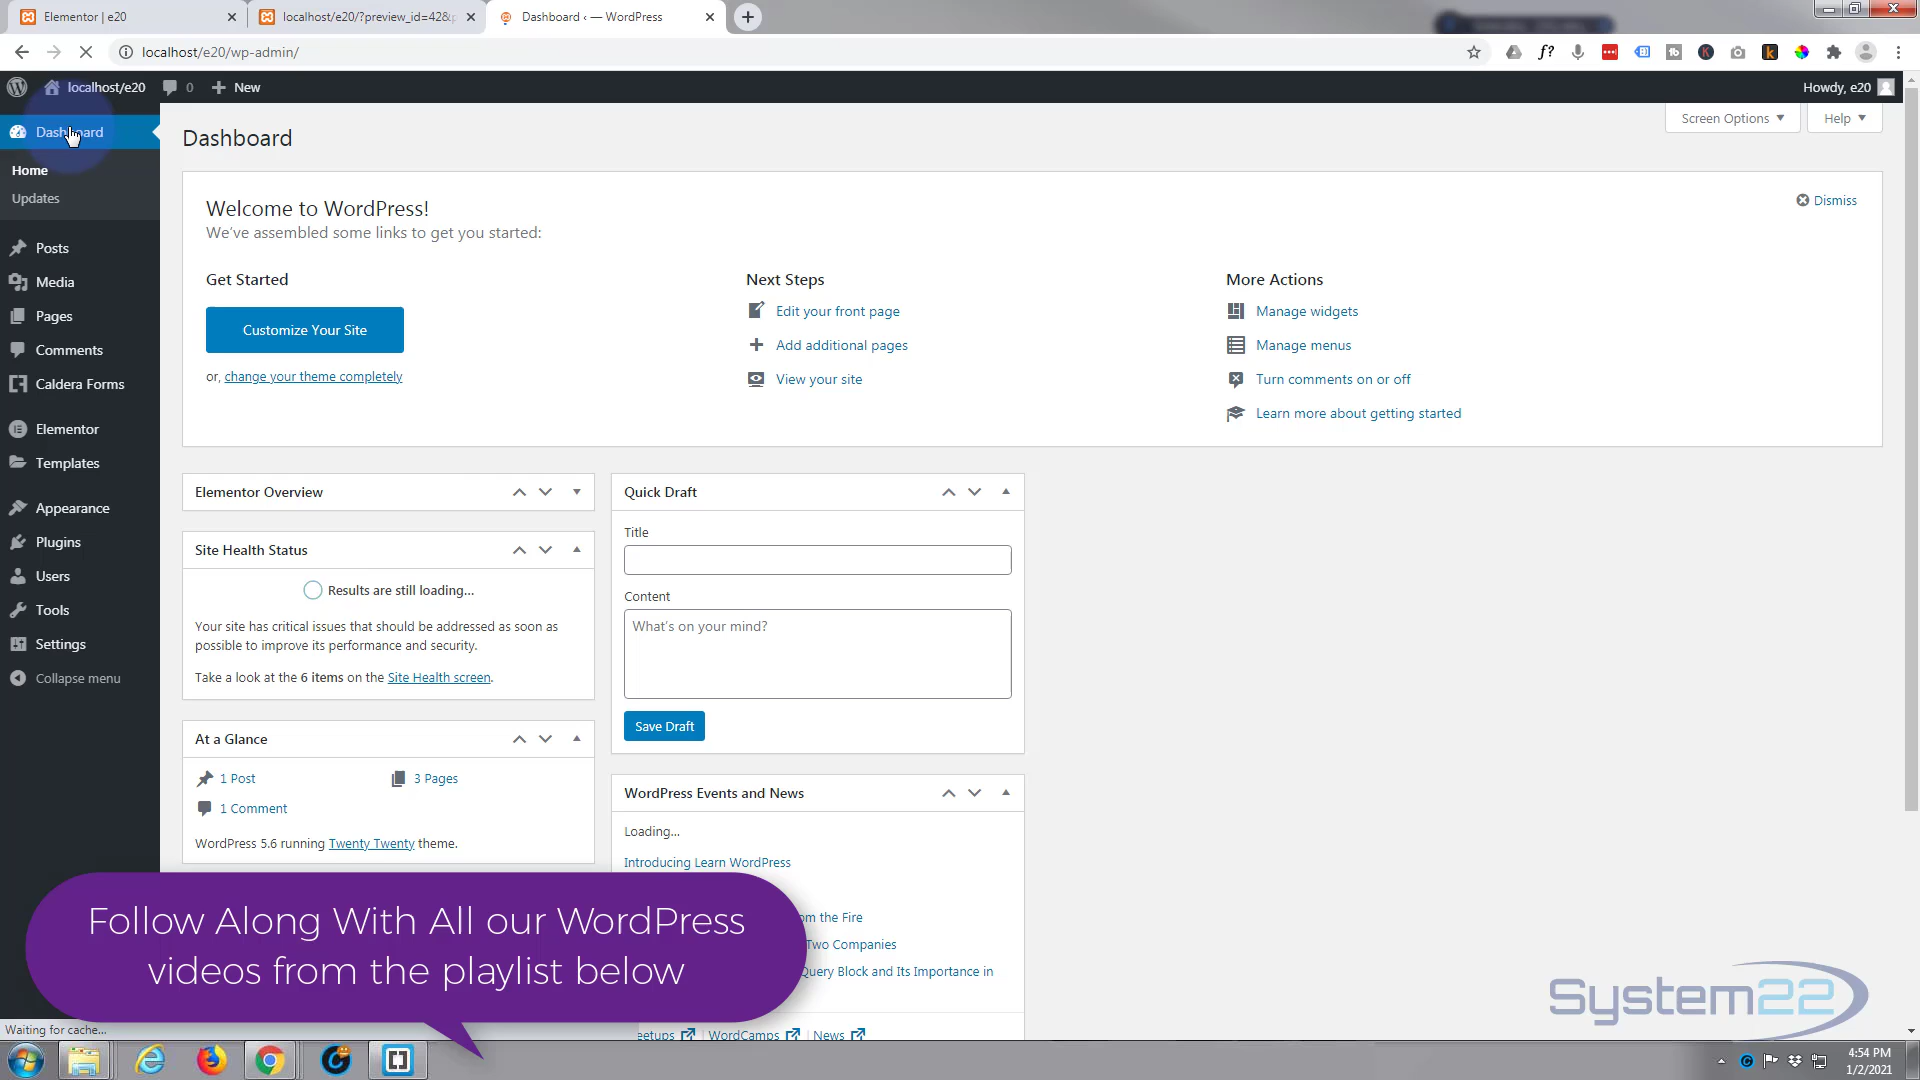 Elementor | e20
localhost/e20/?preview_id=42&p
Dashboard ‹ — WordPress
localhost/e20/wp-admin/
localhost/e20
0
New
Howdy, e20
Dashboard
Home
Updates
Posts
Media
Pages
Comments
Caldera Forms
Elementor
Templates
Appearance
Plugins
Users
Tools
Settings
Collapse menu
Dashboard
Screen Options
Help
Welcome to WordPress!
We've assembled some links to get you started:
Dismiss
Get Started
Customize Your Site
or, change your theme completely
Next Steps
Edit your front page
Add additional pages
View your site
More Actions
Manage widgets
Manage menus
Turn comments on or off
Learn more about getting started
Elementor Overview
Site Health Status
Results are still loading...
Your site has critical issues that should be addressed as soon as
possible to improve its performance and security.
Take a look at the 6 items on the Site Health screen.
At a Glance
1 Post
3 Pages
1 Comment
WordPress 5.6 running Twenty Twenty theme.
Quick Draft
Title
Content
What's on your mind?
Save Draft
WordPress Events and News
Loading...
Introducing Learn WordPress
om the Fire
Two Companies
Query Block and Its Importance in
eetups | WordCamps | News
Follow Along With All our WordPress
videos from the playlist below
System22
Waiting for cache...
4:54 PM
1/2/2021